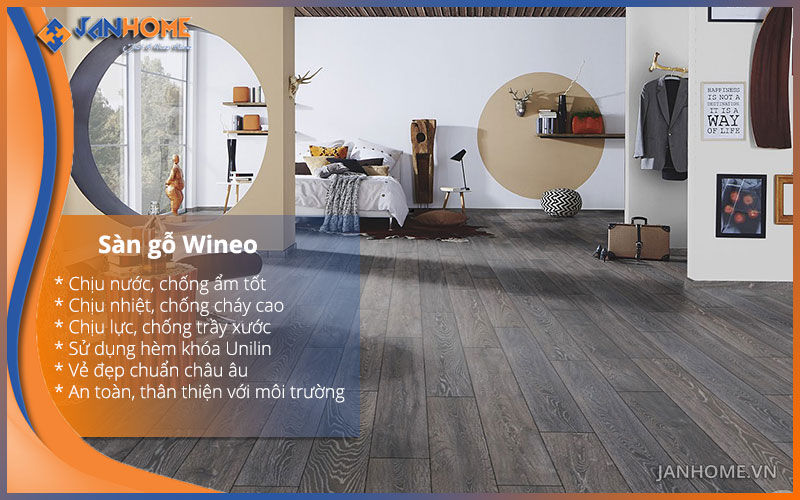 JANHOME
Sàn gỗ Wineo
* Chịu nước, chống ẩm tốt
* Chịu nhiệt, chống cháy cao
* Chịu lực, chống trầy xước
* Sử dụng hèm khóa Unilin
* Vẻ đẹp chuẩn châu âu
* An toàn, thân thiện với môi trường
HAPPINESS
IS NOT A
DESTINATION
IT IS A
WAY
OF LIFE
JANHOME.VN